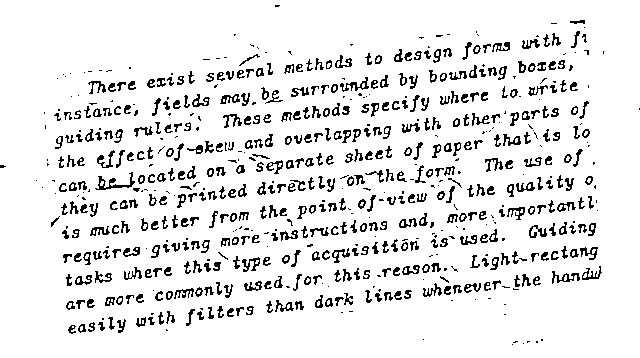 There exist several methods to design forms with
instance, fields may be surrounded by bounding boxes,
guiding rulers. These methods specify where to write
the effect of skew and overlapping with other parts of
can be located on a separate sheet of paper that is lo
they can be printed directly on the form. The use of
is much better from the point of view of the quality o
requires giving more instructions and, more importantl
tasks where this type of acquisition is used. Guiding
are more commonly used for this reason. Light rectang
easily with filters than dark lines whenever the handw